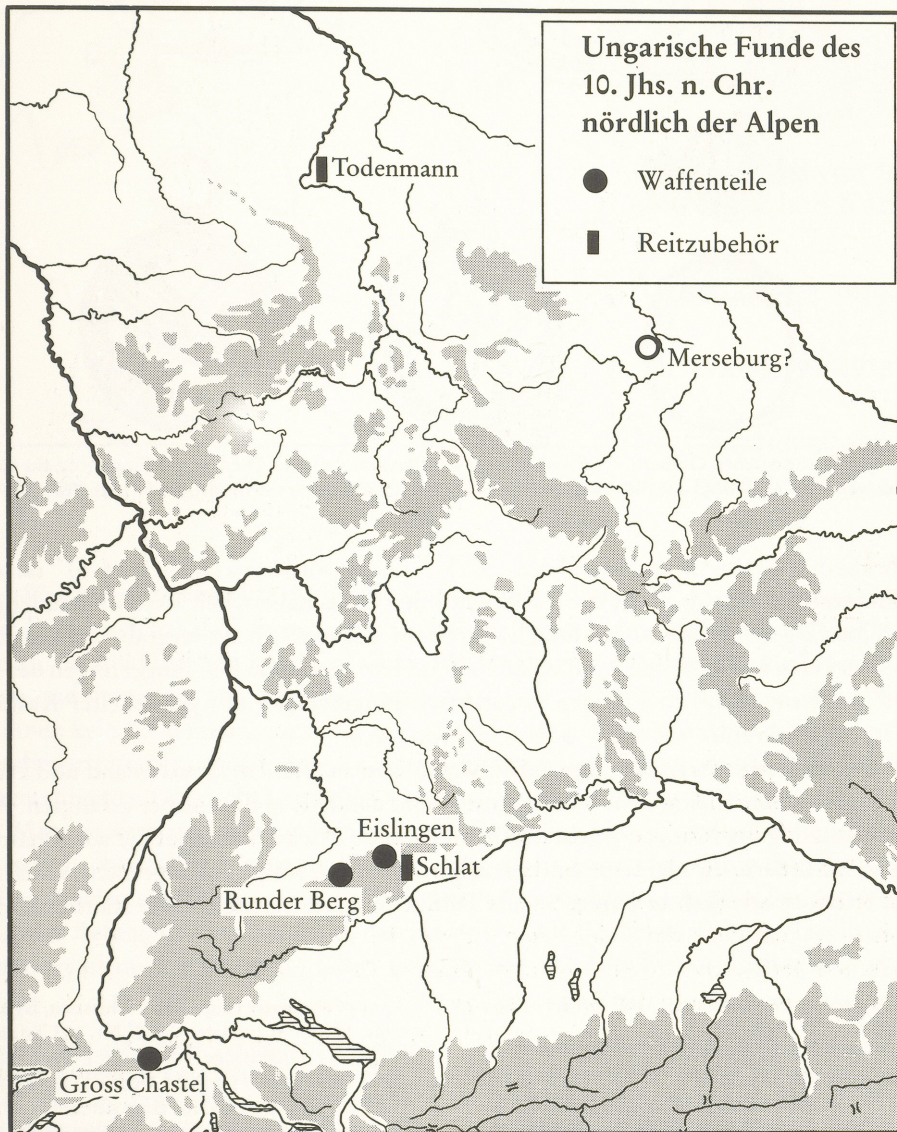 Ungarische Funde des
10. Jhs. n. Chr.
nördlich der Alpen
Waffenteile
Reitzubehör
Todenmann
Merseburg?
Eislingen
Schlat
Runder Berg
Gross Chastel